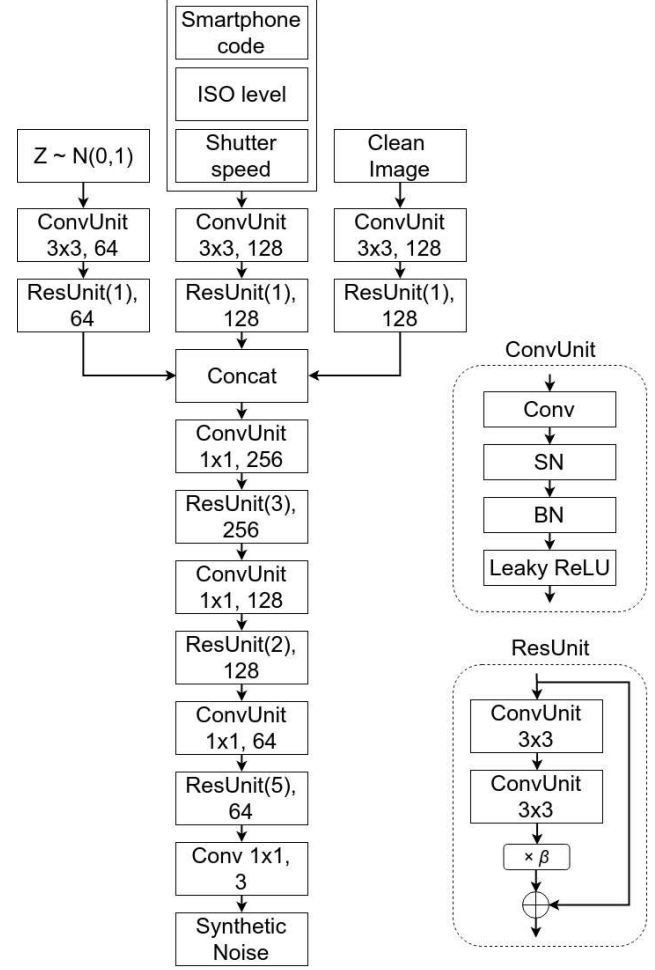 Smartphone
code
ISO level
Shutter
speed
Z ~ N(0,1)
Clean
Image
ConvUnit
3x3, 64
ConvUnit
3x3, 128
ConvUnit
3x3, 128
ResUnit(1),
64
ResUnit(1),
128
ResUnit(1),
128
Concat
ConvUnit
1x1, 256
ResUnit(3),
256
ConvUnit
1x1, 128
ResUnit(2),
128
ConvUnit
1x1, 64
ResUnit(5),
64
Conv 1x1,
3
Synthetic
Noise
ConvUnit
Conv
SN
BN
Leaky ReLU
ResUnit
ConvUnit
3x3
ConvUnit
3x3
× β